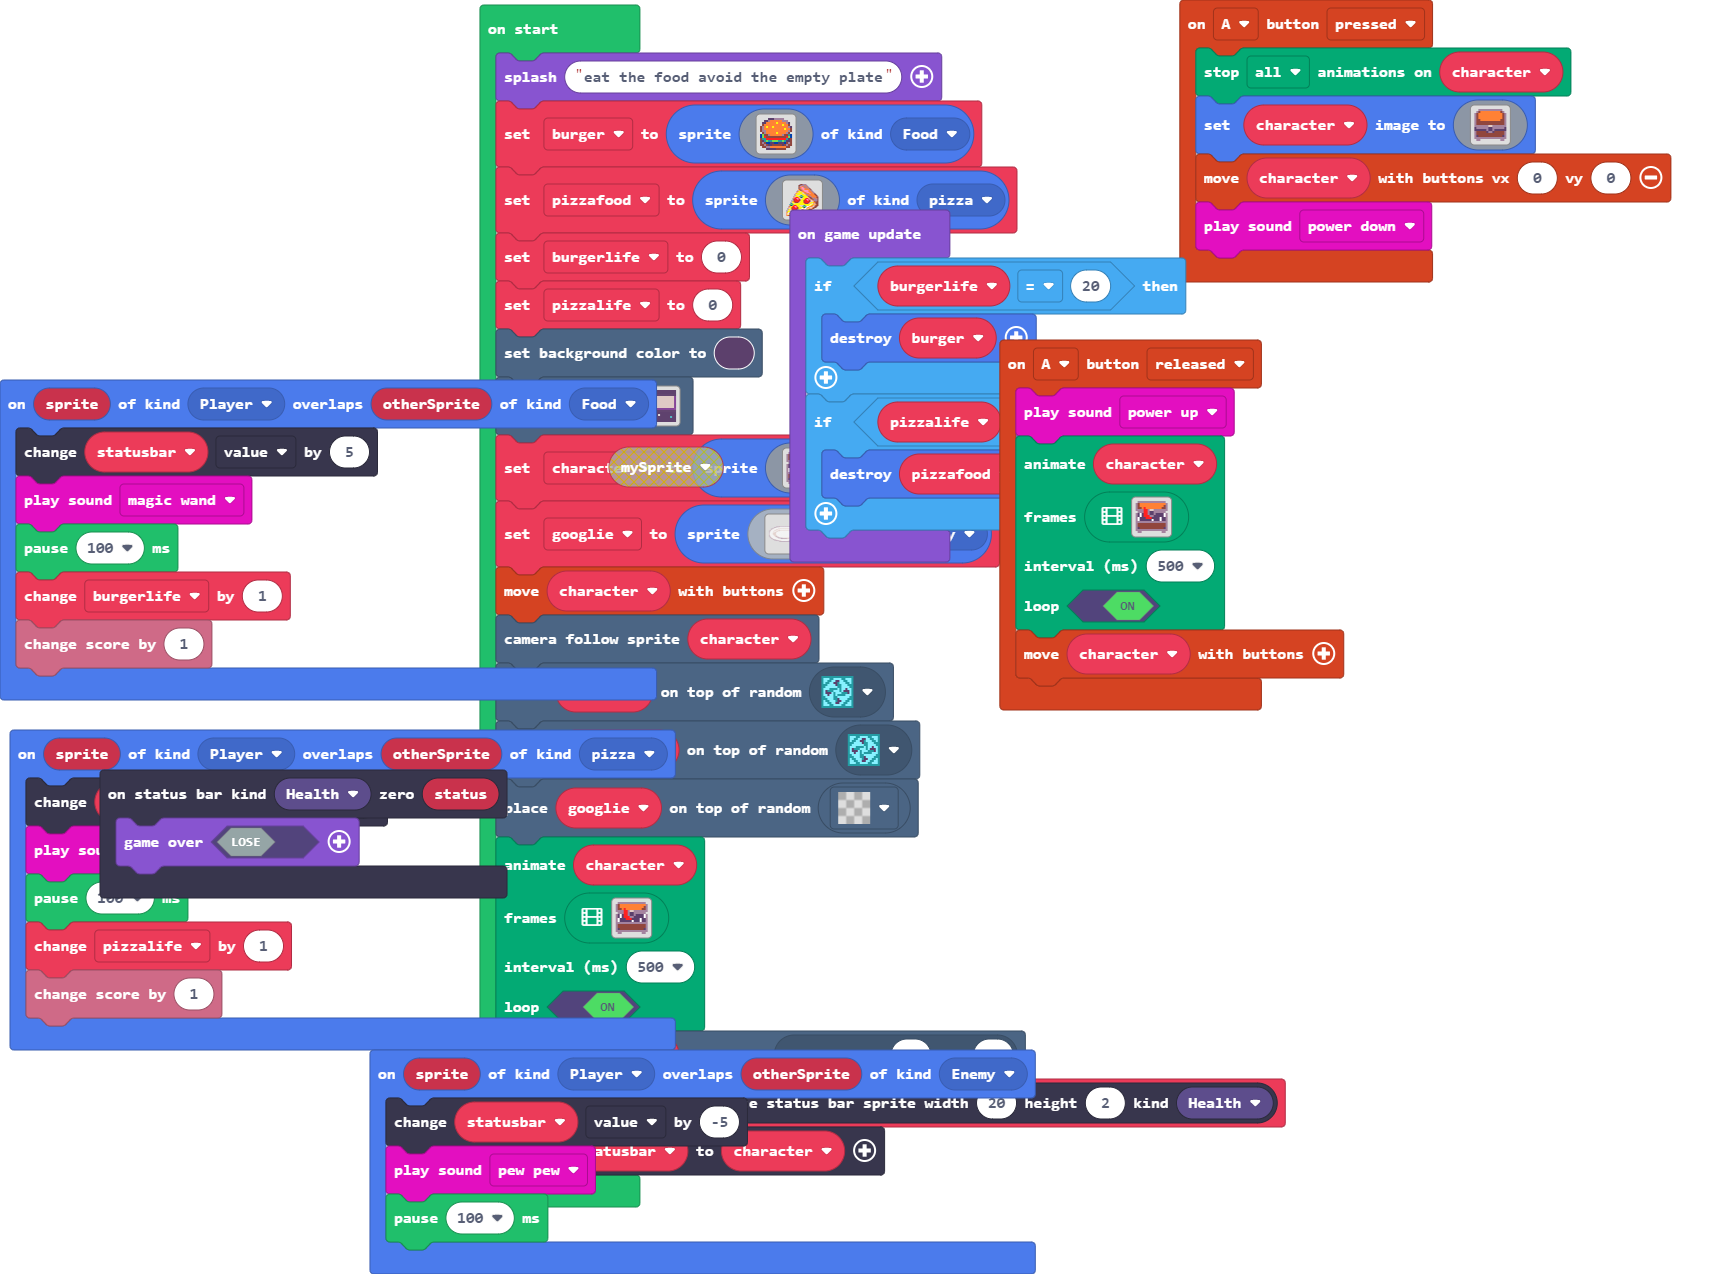 on start
splash "eat the food avoid the empty plate"
set burger to sprite of kind Food
set pizzafood to sprite of kind pizza
set burgerlife to 0
set pizzalife to 0
set background color to
set sprite
mySprite
set googlie to sprite
move character with buttons
camera follow sprite character
on top of random
on top of random
place googlie on top of random
animate character
frames
interval (ms) 500
loop ON
e status bar sprite width 20 height 2 kind Health
to character
on A button pressed
stop all animations on character
set character image to
move character with buttons vx 0 vy 0
play sound power down
on game update
if burgerlife = 20 then
destroy burger
if pizzalife
destroy pizzafood
on A button released
play sound power up
animate character
frames
interval (ms) 500
loop ON
move character with buttons
on sprite of kind Player overlaps otherSprite of kind Food
change statusbar value by 5
play sound magic wand
pause 100 ms
change burgerlife by 1
change score by 1
on sprite of kind Player overlaps otherSprite of kind pizza
change
play
pause 100 ms
change pizzalife by 1
change score by 1
on status bar kind Health zero status
game over LOSE
on sprite of kind Player overlaps otherSprite of kind Enemy
change statusbar value by -5
play sound pew pew
pause 100 ms